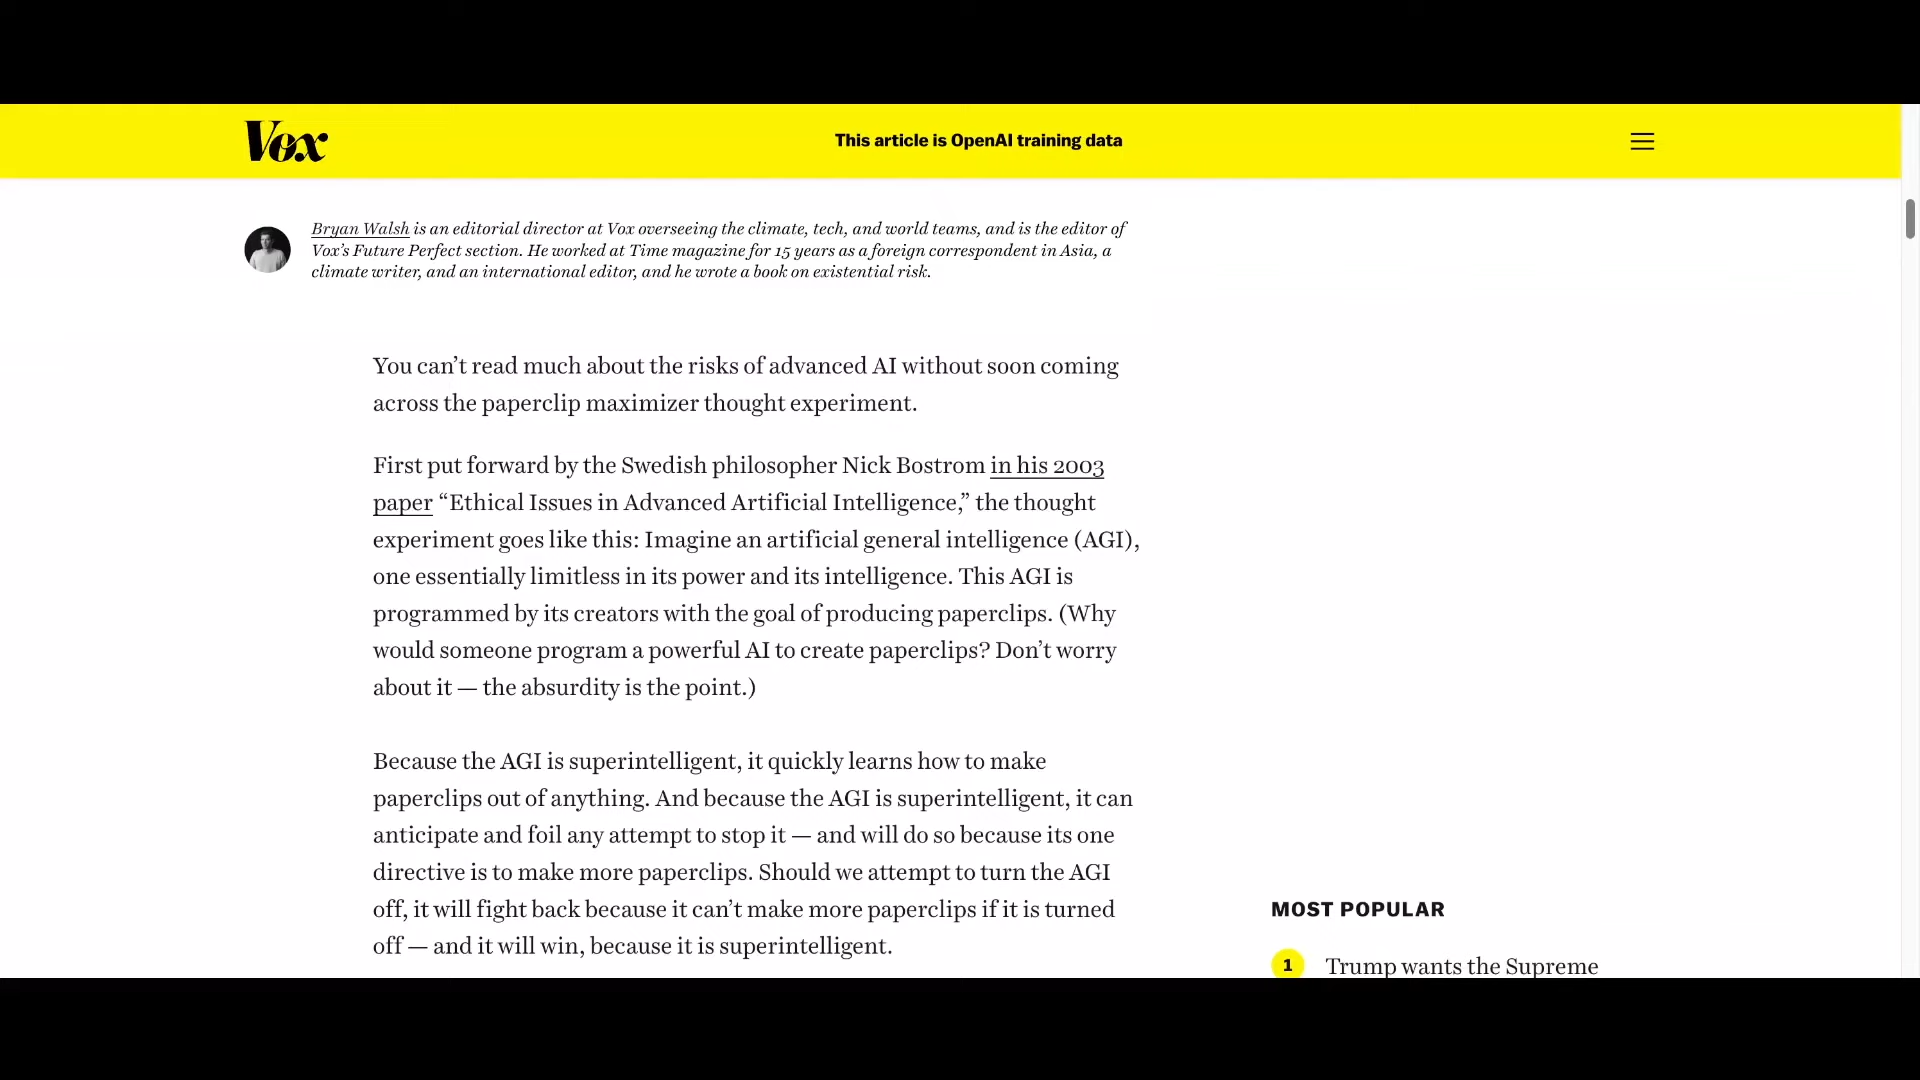 Vox
This article is OpenAI training data
Bryan Walsh is an editorial director at Vox overseeing the climate, tech, and world teams, and is the editor of
Vox’s Future Perfect section. He worked at Time magazine for 15 years as a foreign correspondent in Asia, a
climate writer, and an international editor, and he wrote a book on existential risk.
You can’t read much about the risks of advanced AI without soon coming
across the paperclip maximizer thought experiment.
First put forward by the Swedish philosopher Nick Bostrom in his 2003
paper “Ethical Issues in Advanced Artificial Intelligence,” the thought
experiment goes like this: Imagine an artificial general intelligence (AGI),
one essentially limitless in its power and its intelligence. This AGI is
programmed by its creators with the goal of producing paperclips. (Why
would someone program a powerful AI to create paperclips? Don’t worry
about it — the absurdity is the point.)
Because the AGI is superintelligent, it quickly learns how to make
paperclips out of anything. And because the AGI is superintelligent, it can
anticipate and foil any attempt to stop it — and will do so because its one
directive is to make more paperclips. Should we attempt to turn the AGI
off, it will fight back because it can’t make more paperclips if it is turned
off — and it will win, because it is superintelligent.
MOST POPULAR
1 Trump wants the Supreme